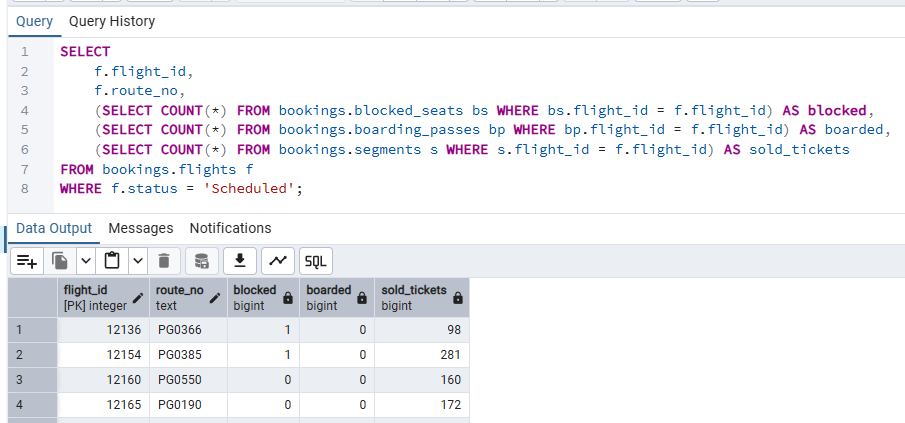 Query Query History
1 SELECT
2 f.flight_id,
3 f.route_no,
4 (SELECT COUNT(*) FROM bookings.blocked_seats bs WHERE bs.flight_id = f.flight_id) AS blocked,
5 (SELECT COUNT(*) FROM bookings.boarding_passes bp WHERE bp.flight_id = f.flight_id) AS boarded,
6 (SELECT COUNT(*) FROM bookings.segments s WHERE s.flight_id = f.flight_id) AS sold_tickets
7 FROM bookings.flights f
8 WHERE f.status = 'Scheduled';
Data Output Messages Notifications
SQL
flight_id route_no blocked boarded sold_tickets
[PK] integer text bigint bigint bigint
1 12136 PG0366 1 0 98
2 12154 PG0385 1 0 281
3 12160 PG0550 0 0 160
4 12165 PG0190 0 0 172